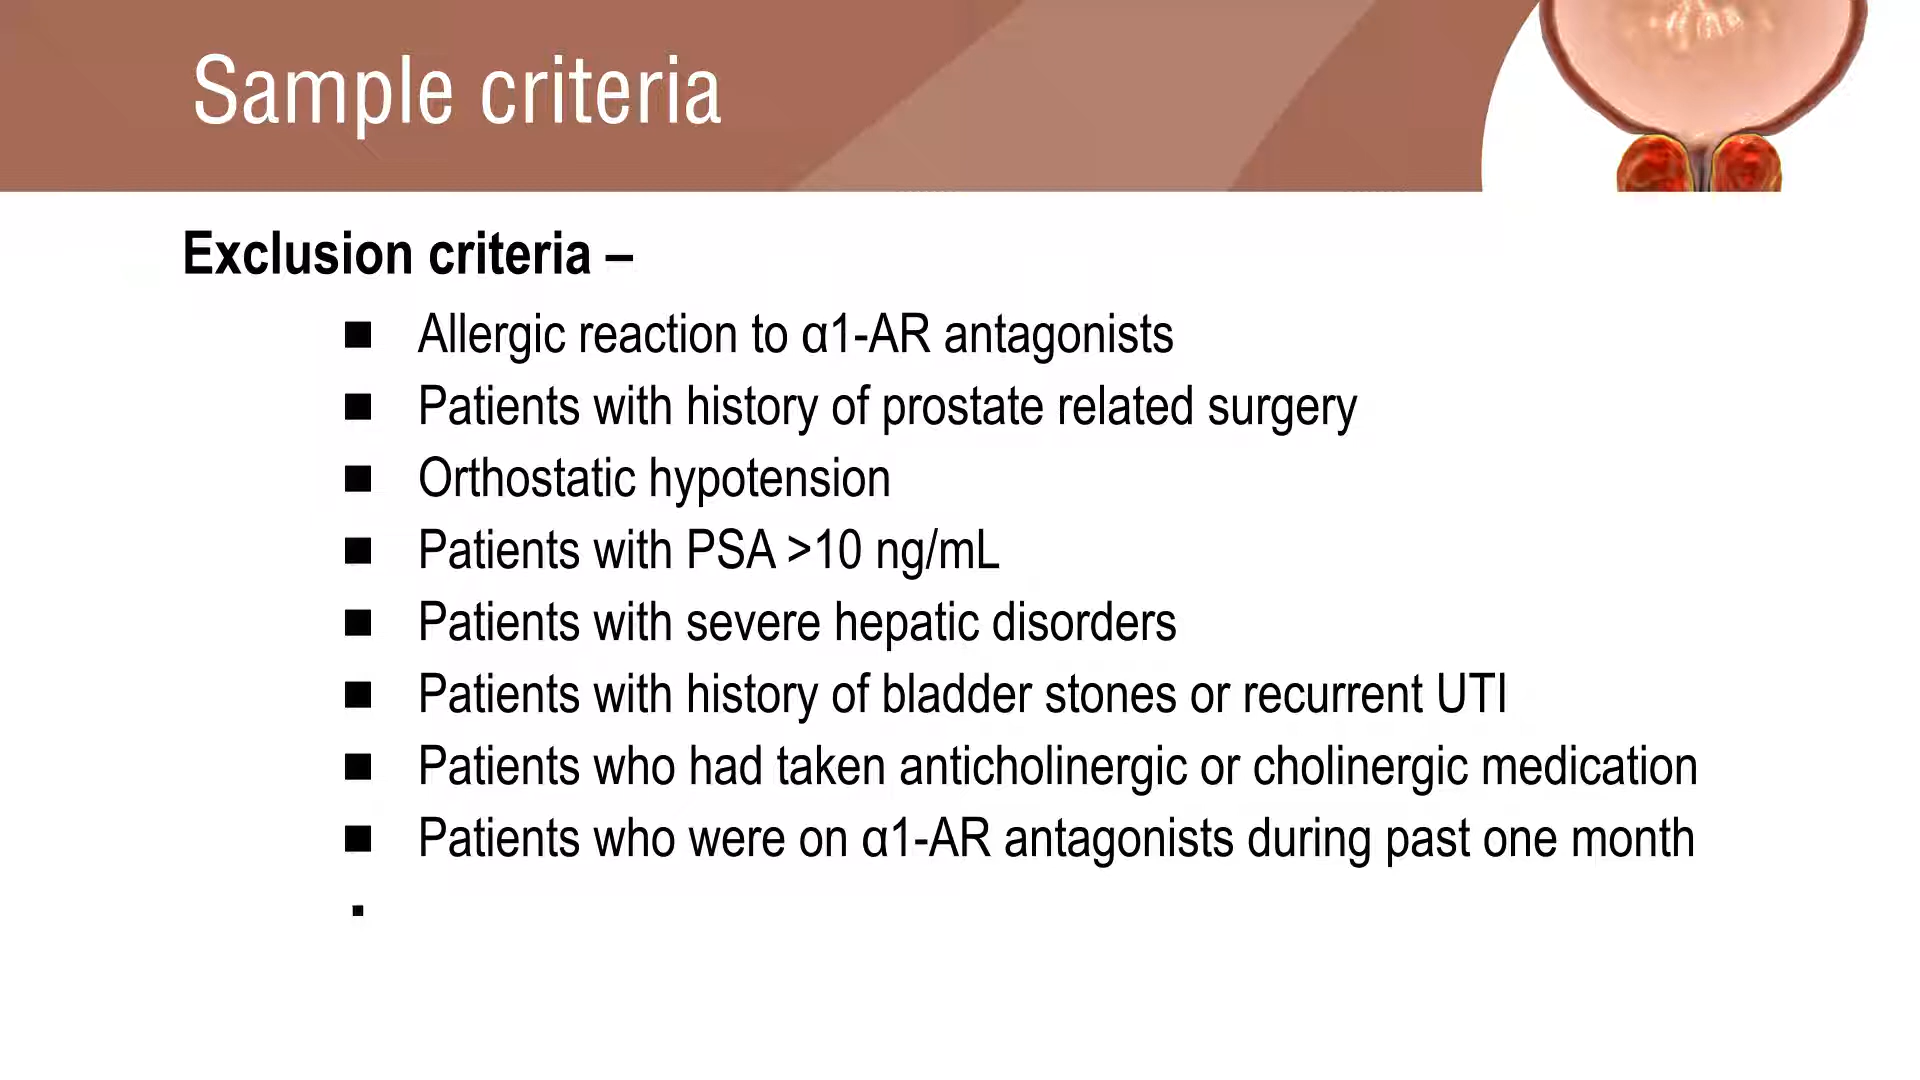 Sample criteria
Exclusion criteria –
■ Allergic reaction to α1-AR antagonists
■ Patients with history of prostate related surgery
■ Orthostatic hypotension
■ Patients with PSA >10 ng/mL
■ Patients with severe hepatic disorders
■ Patients with history of bladder stones or recurrent UTI
■ Patients who had taken anticholinergic or cholinergic medication
■ Patients who were on α1-AR antagonists during past one month
▪